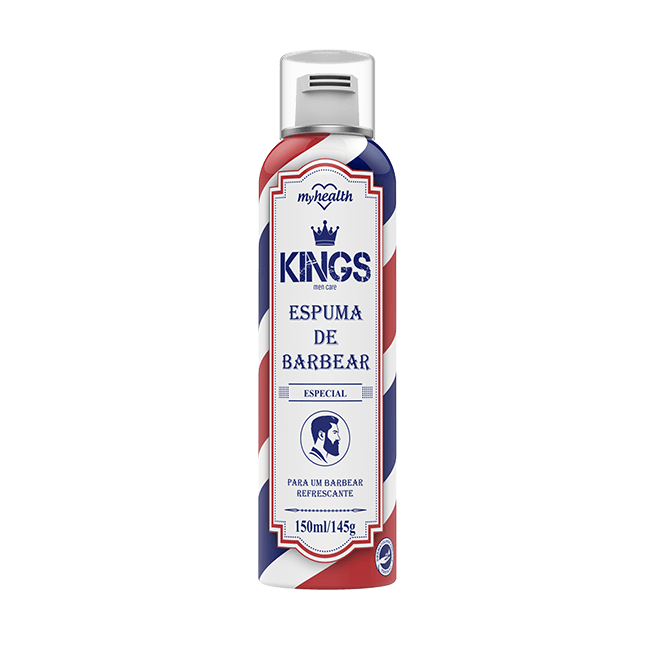 myhealth
KINGS
men care
ESPUMA
DE
BARBEAR
ESPECIAL
PARA UM BARBEAR
REFRESCANTE
150ml/145g